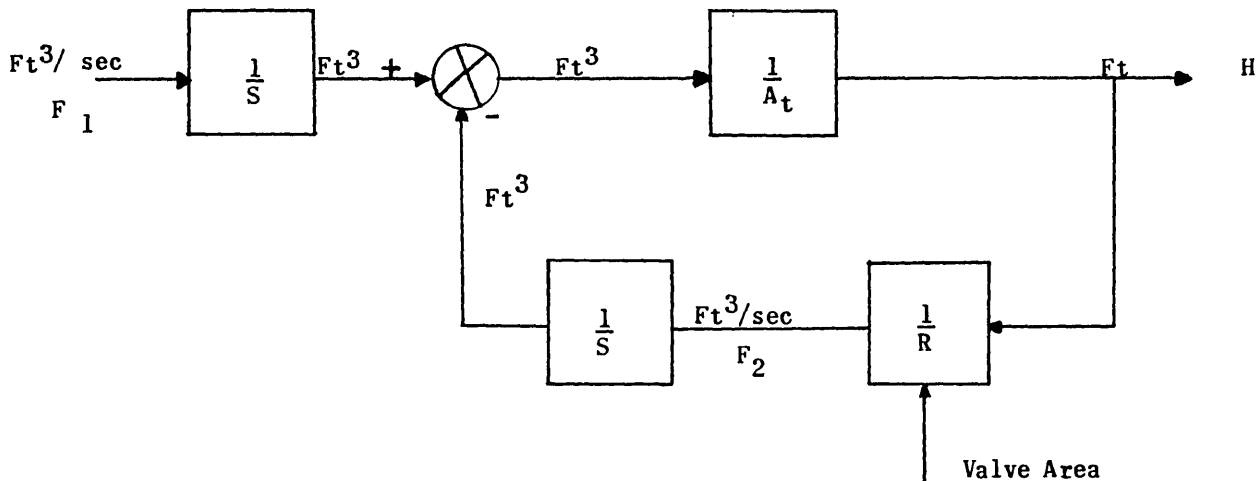 Ft³/ sec
F 1
1
S
Ft³ +
-
Ft³
1
A t
Ft
H
Ft³
1
S
Ft³/sec
F 2
1
R
Valve Area